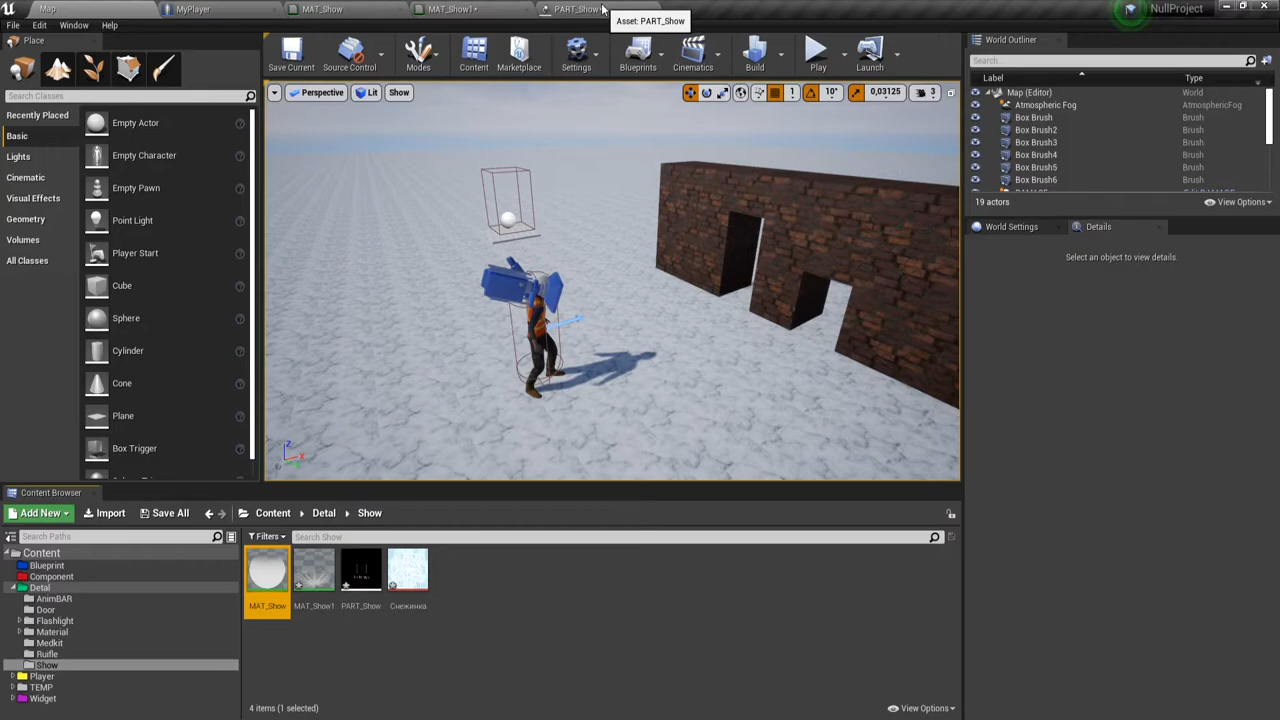 Map
MyPlayer
MAT_Show
MAT_Show1*
PART_Show
NullProject
Asset: PART_Show
File
Edit
Window
Help
Place
Search Classes
Recently Placed
Basic
Lights
Cinematic
Visual Effects
Geometry
Volumes
All Classes
Empty Actor
Empty Character
Empty Pawn
Point Light
Player Start
Cube
Sphere
Cylinder
Cone
Plane
Box Trigger
Save Current
Source Control
Modes
Content
Marketplace
Settings
Blueprints
Cinematics
Build
Play
Launch
Perspective
Lit
Show
1
10°
0,03125
3
Z
X
World Outliner
Search...
Label
Type
Map (Editor)
World
Atmospheric Fog
AtmosphericFog
Box Brush
Brush
Box Brush2
Brush
Box Brush3
Brush
Box Brush4
Brush
Box Brush5
Brush
Box Brush6
Brush
19 actors
View Options
World Settings
Details
Select an object to view details.
Content Browser
Add New
Import
Save All
Content
Detal
Show
Search Paths
Filters
Search Show
Content
Blueprint
Component
Detal
AnimBAR
Door
Flashlight
Material
Medkit
Ruifle
Show
Player
TEMP
Widget
MAT_Show
MAT_Show1
PART_Show
Снежинка
4 items (1 selected)
View Options